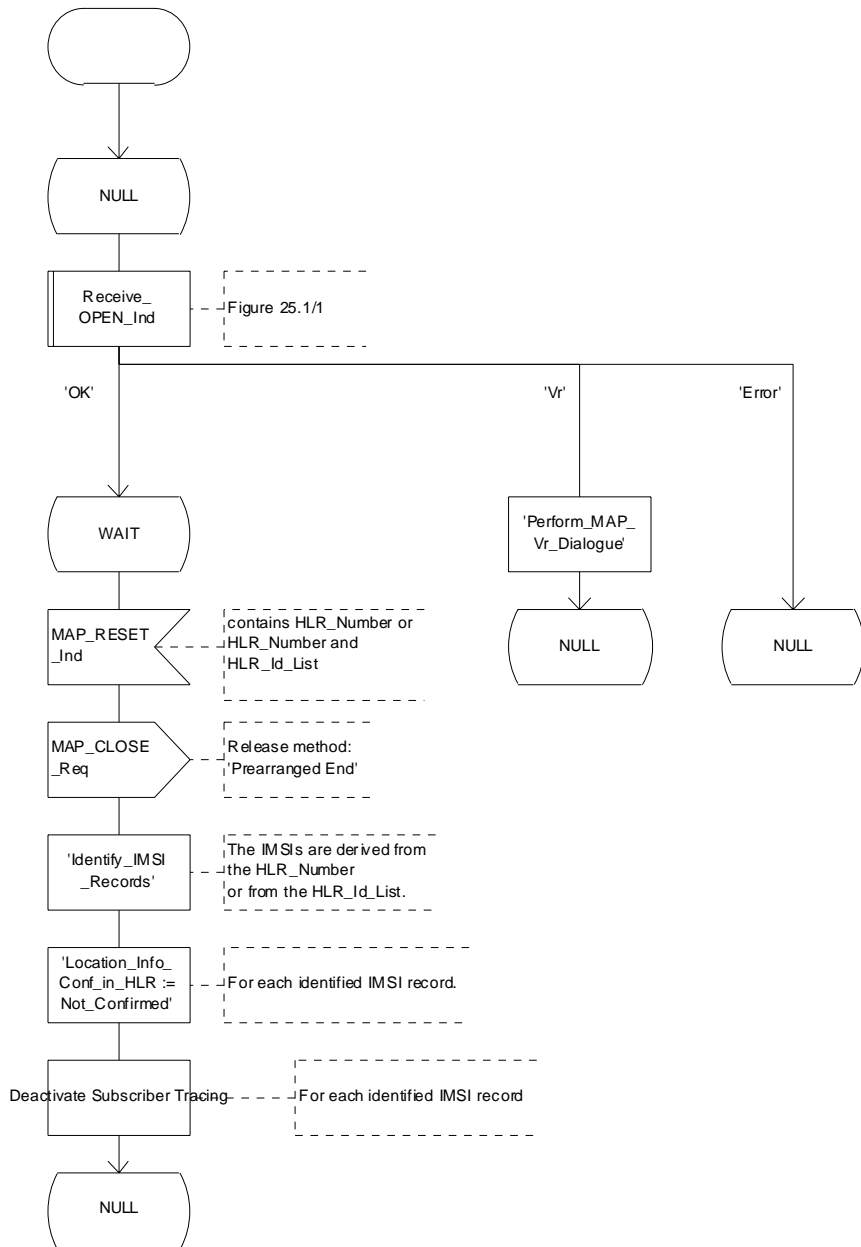 NULL
Receive_
OPEN_Ind
Figure 25.1/1
'OK'
'Vr'
'Error'
WAIT
'Perform_MAP_
Vr_Dialogue'
MAP_RESET
_Ind
contains HLR_Number or
HLR_Number and
HLR_Id_List
NULL
NULL
MAP_CLOSE
_Req
Release method:
'Prearranged End'
'Identify_IMSI
_Records'
The IMSIs are derived from
the HLR_Number
or from the HLR_Id_List.
'Location_Info_
Conf_in_HLR :=
Not_Confirmed'
For each identified IMSI record.
Deactivate Subscriber Tracing
For each identified IMSI record
NULL